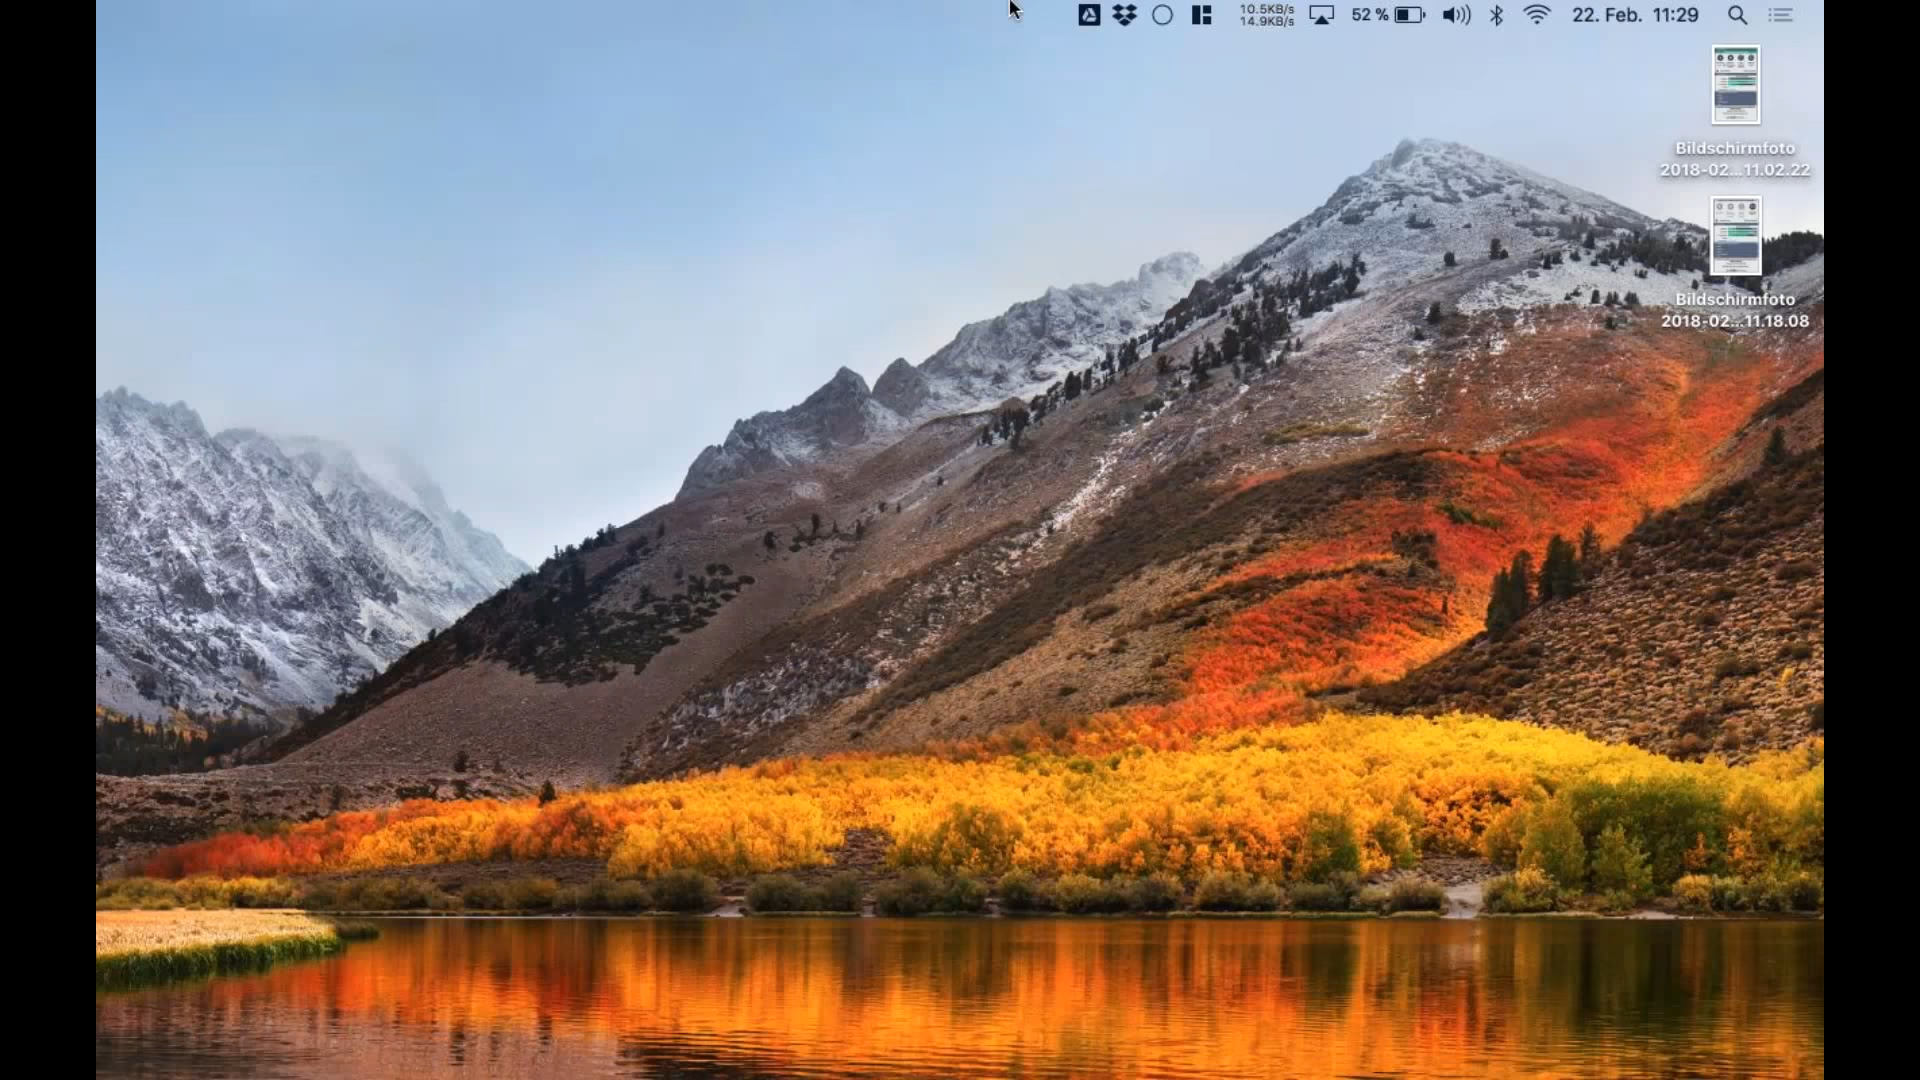 10.5KB/s
14.9KB/s
52 %
22. Feb. 11:29
Bildschirmfoto
2018-02...11.02.22
Bildschirmfoto
2018-02...11.18.08